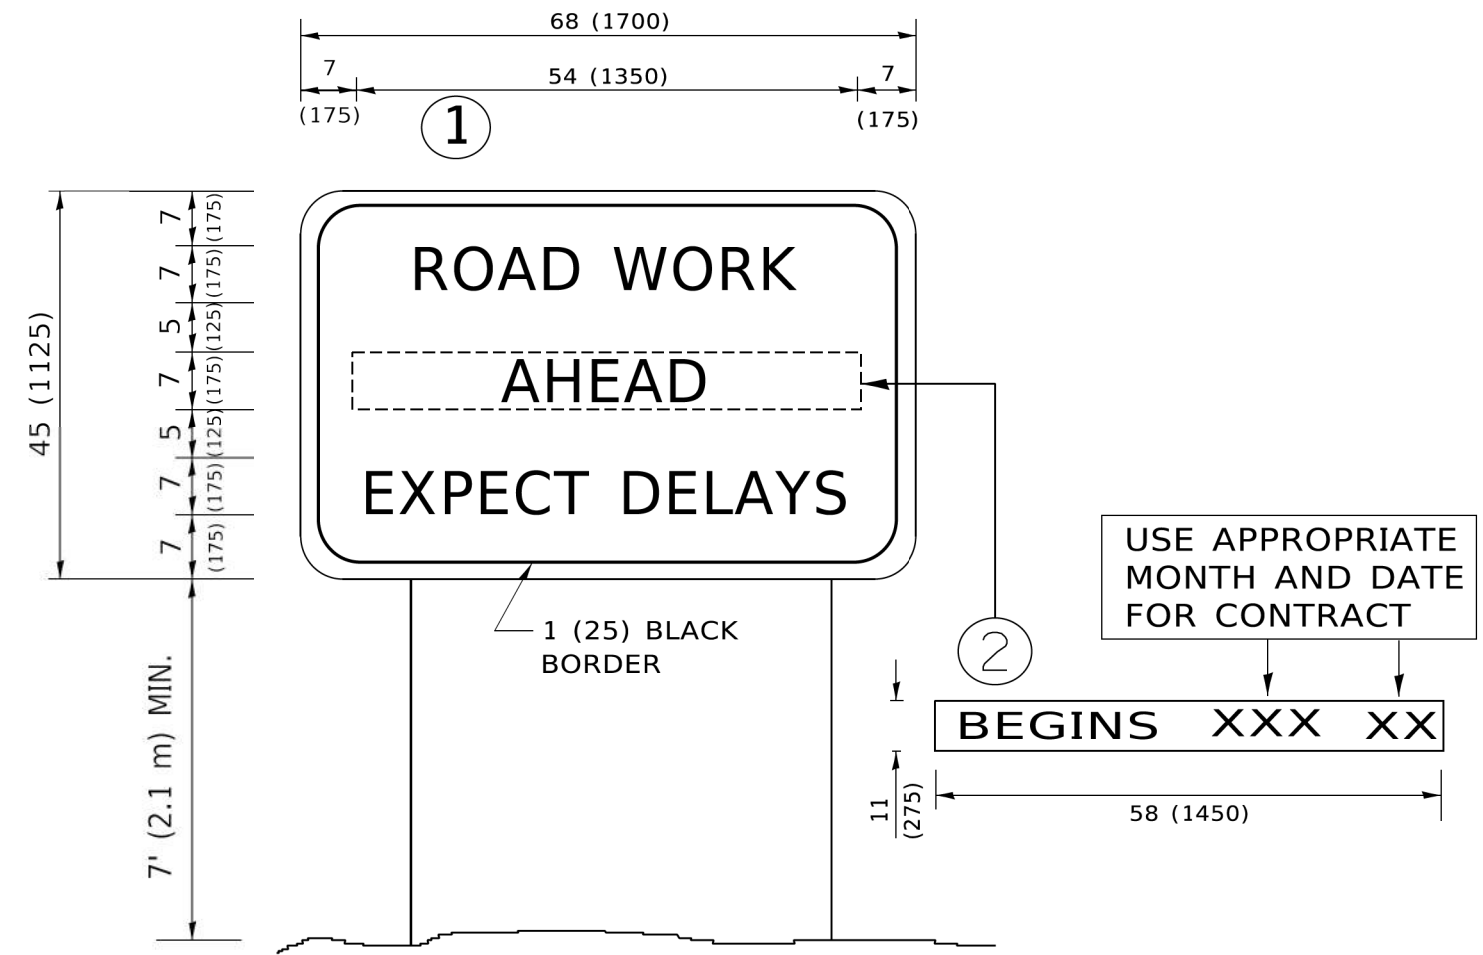 68 (1700)
7
54 (1350)
7
(175)
(175)
1
7
(175)
7
(175)
5
(125)
7
(175)
5
(125)
7
(175)
7
(175)
45 (1125)
ROAD WORK
AHEAD
EXPECT DELAYS
1 (25) BLACK
BORDER
7' (2.1 m) MIN.
USE APPROPRIATE
MONTH AND DATE
FOR CONTRACT
2
BEGINS XXX XX
11
(275)
58 (1450)